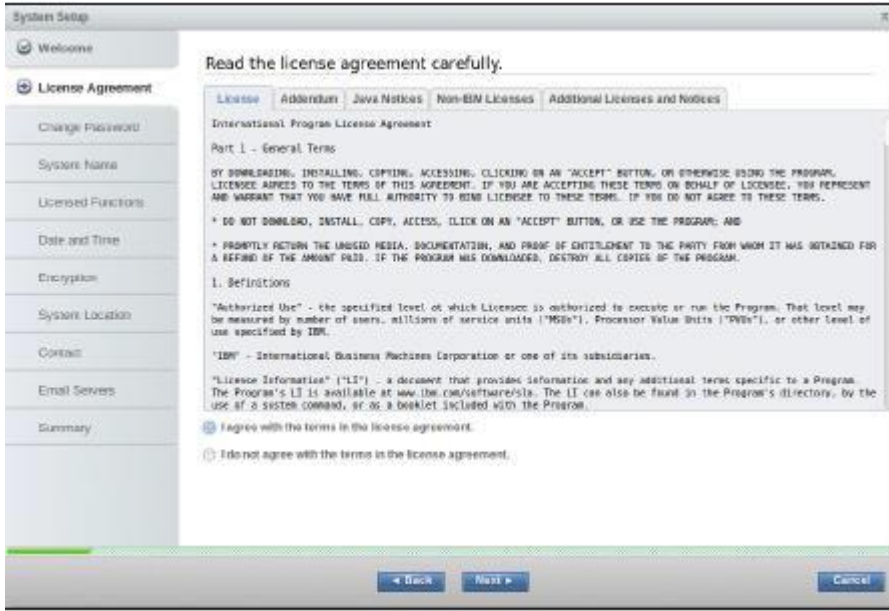 System Setup
Welcome
License Agreement
Change Password
System Name
Licensed Functions
Date and Time
Encryption
System Location
Contact
Email Servers
Summary
Read the license agreement carefully.
License Addendum Java Notices Non-IBM Licenses Additional Licenses and Notices
International Program License Agreement
Part 1 - General Terms
BY DOWNLOADING, INSTALLING, COPYING, ACCESSING, CLICKING ON AN "ACCEPT" BUTTON, OR OTHERWISE USING THE PROGRAM,
LICENSEE AGREES TO THE TERMS OF THIS AGREEMENT. IF YOU ARE ACCEPTING THESE TERMS ON BEHALF OF LICENSEE, YOU REPRESENT
AND WARRANT THAT YOU HAVE FULL AUTHORITY TO BIND LICENSEE TO THESE TERMS. IF YOU DO NOT AGREE TO THESE TERMS,
* DO NOT DOWNLOAD, INSTALL, COPY, ACCESS, CLICK ON AN "ACCEPT" BUTTON, OR USE THE PROGRAM; AND
* PROMPTLY RETURN THE UNUSED MEDIA, DOCUMENTATION, AND PROOF OF ENTITLEMENT TO THE PARTY FROM WHOM IT WAS OBTAINED FOR
A REFUND OF THE AMOUNT PAID. IF THE PROGRAM WAS DOWNLOADED, DESTROY ALL COPIES OF THE PROGRAM.
1. Definitions
"Authorized Use" - the specified level at which Licensee is authorized to execute or run the Program. That level may
be measured by number of users, millions of service units ("MSUs"), Processor Value Units ("PVUs"), or other level of
use specified by IBM.
"IBM" - International Business Machines Corporation or one of its subsidiaries.
"License Information" ("LI") - a document that provides information and any additional terms specific to a Program.
The Program's LI is available at www.ibm.com/software/sla. The LI can also be found in the Program's directory, by the
use of a system command, or as a booklet included with the Program.
I agree with the terms in the license agreement.
I do not agree with the terms in the license agreement.
◄ Back Next ► Cancel